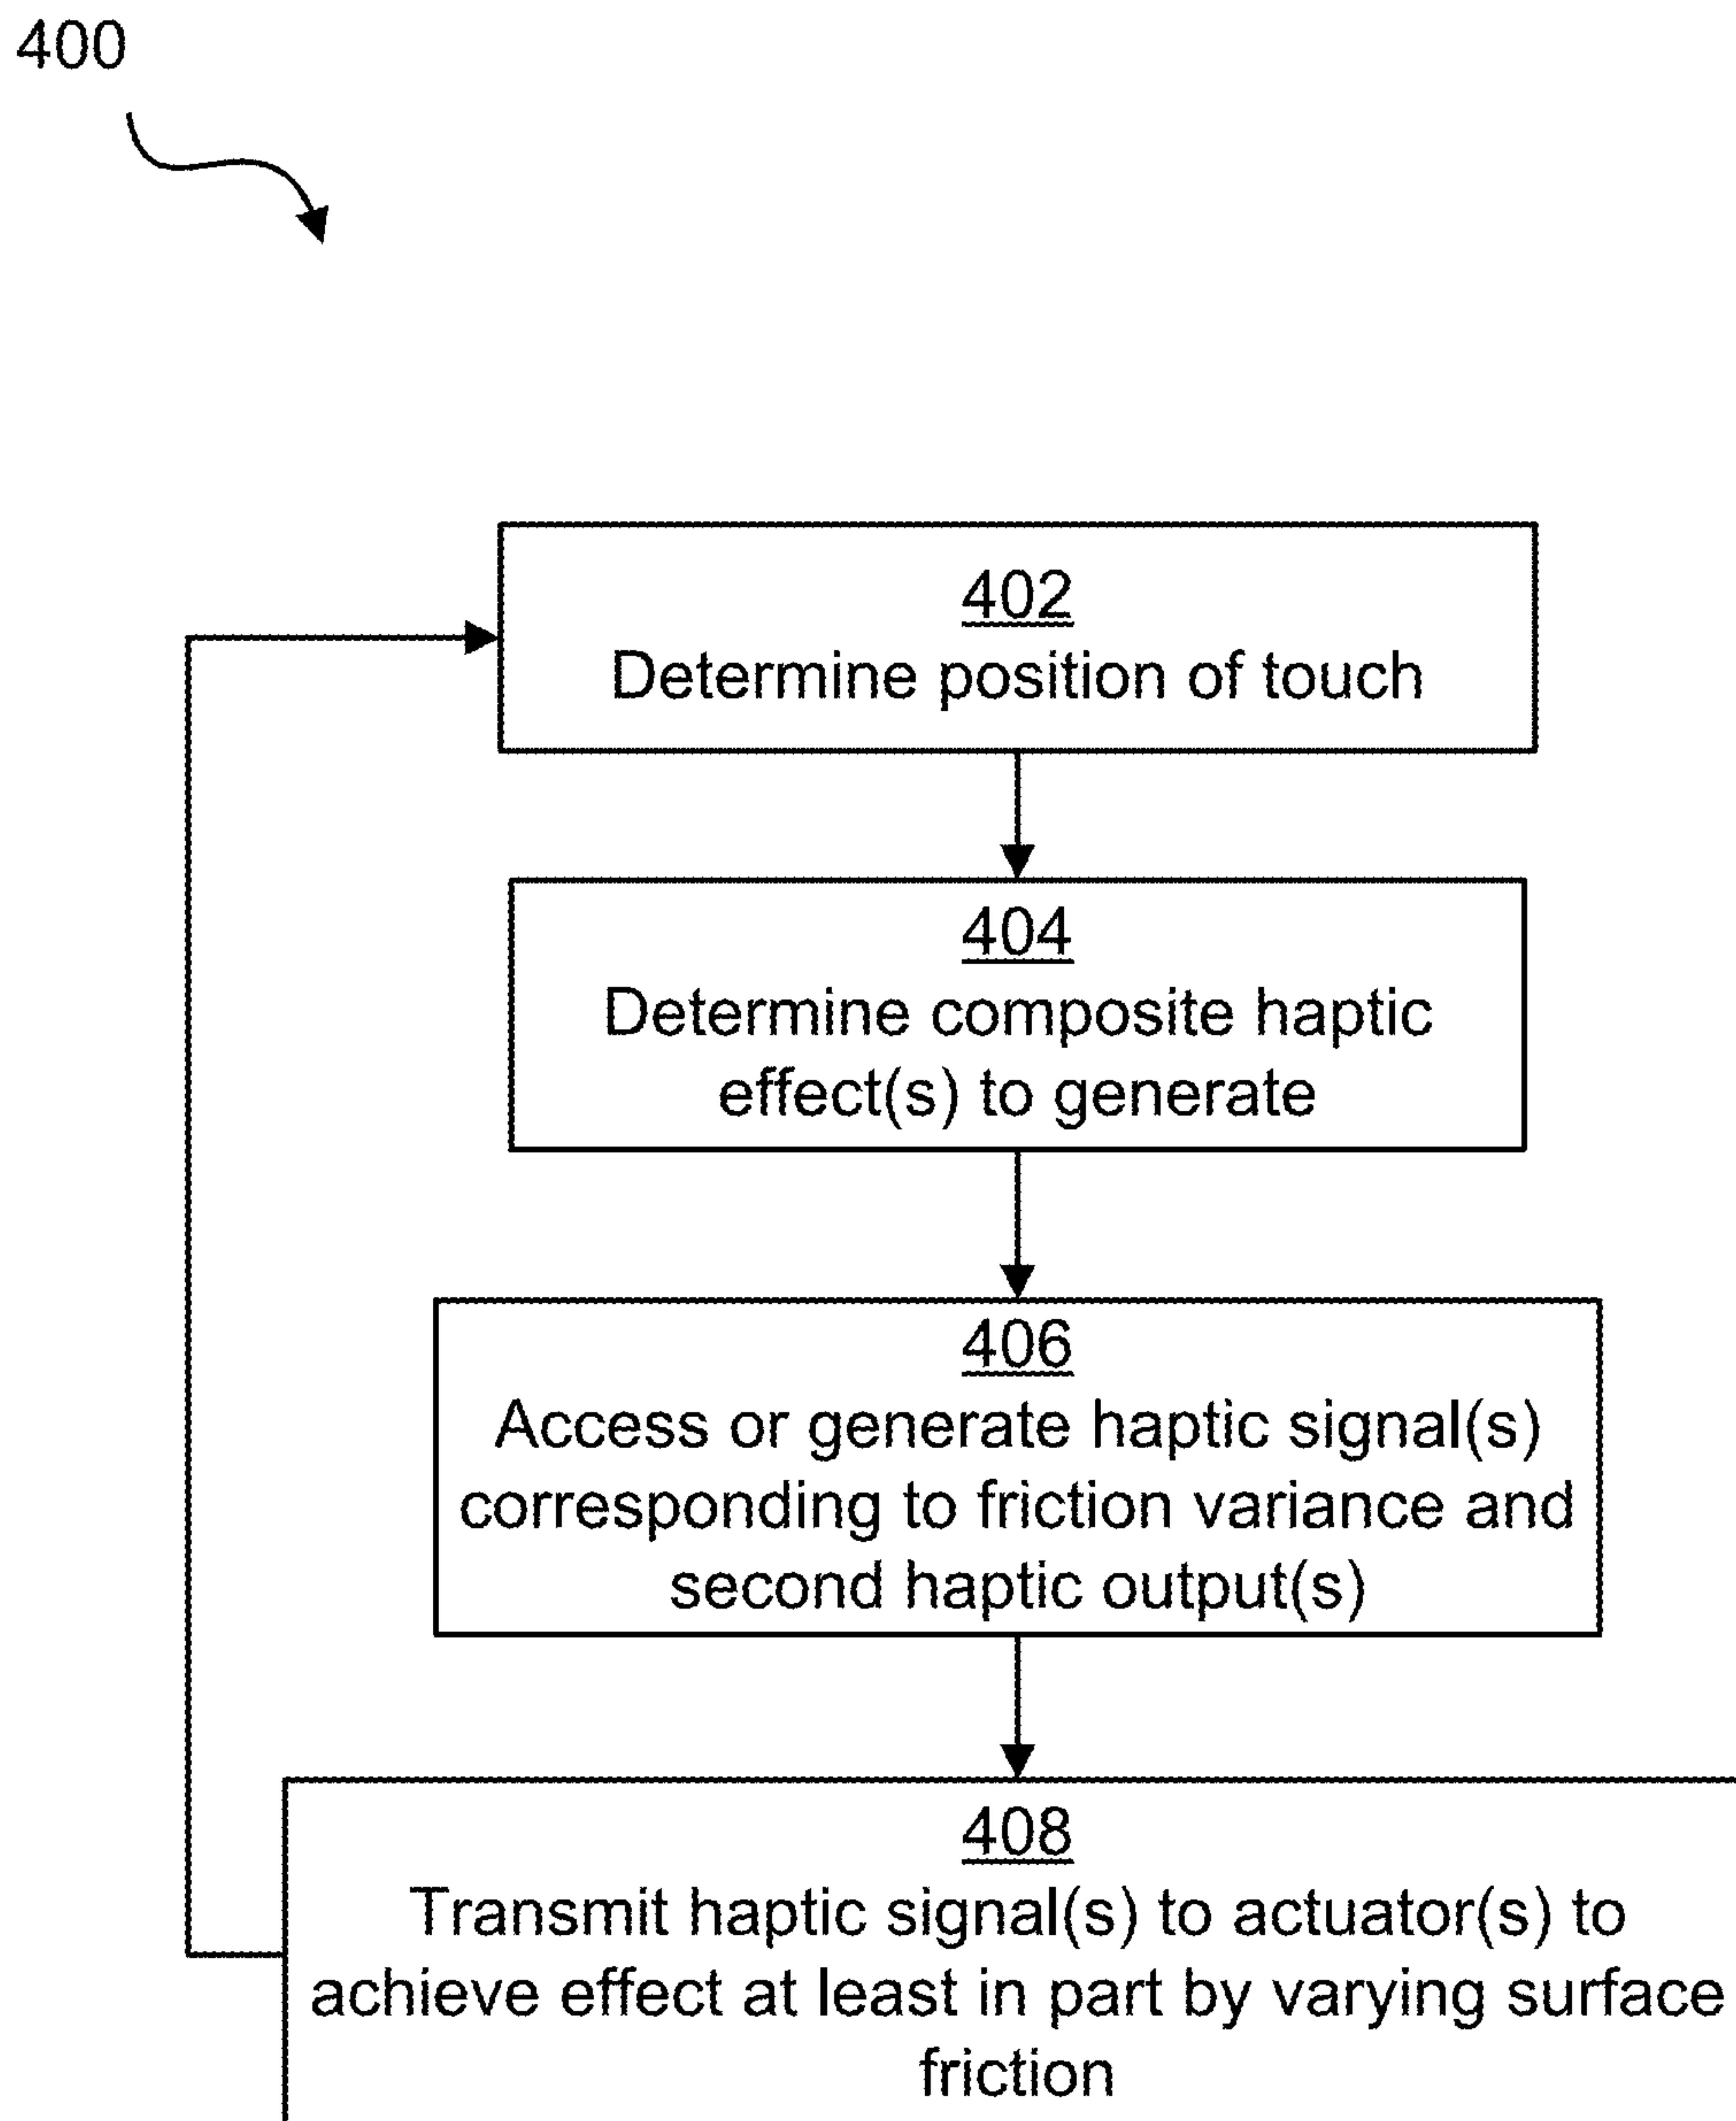 400
402
Determine position of touch
404
Determine composite haptic
effect(s) to generate
406
Access or generate haptic signal(s)
corresponding to friction variance and
second haptic output(s)
408
Transmit haptic signal(s) to actuator(s) to
achieve effect at least in part by varying surface
friction